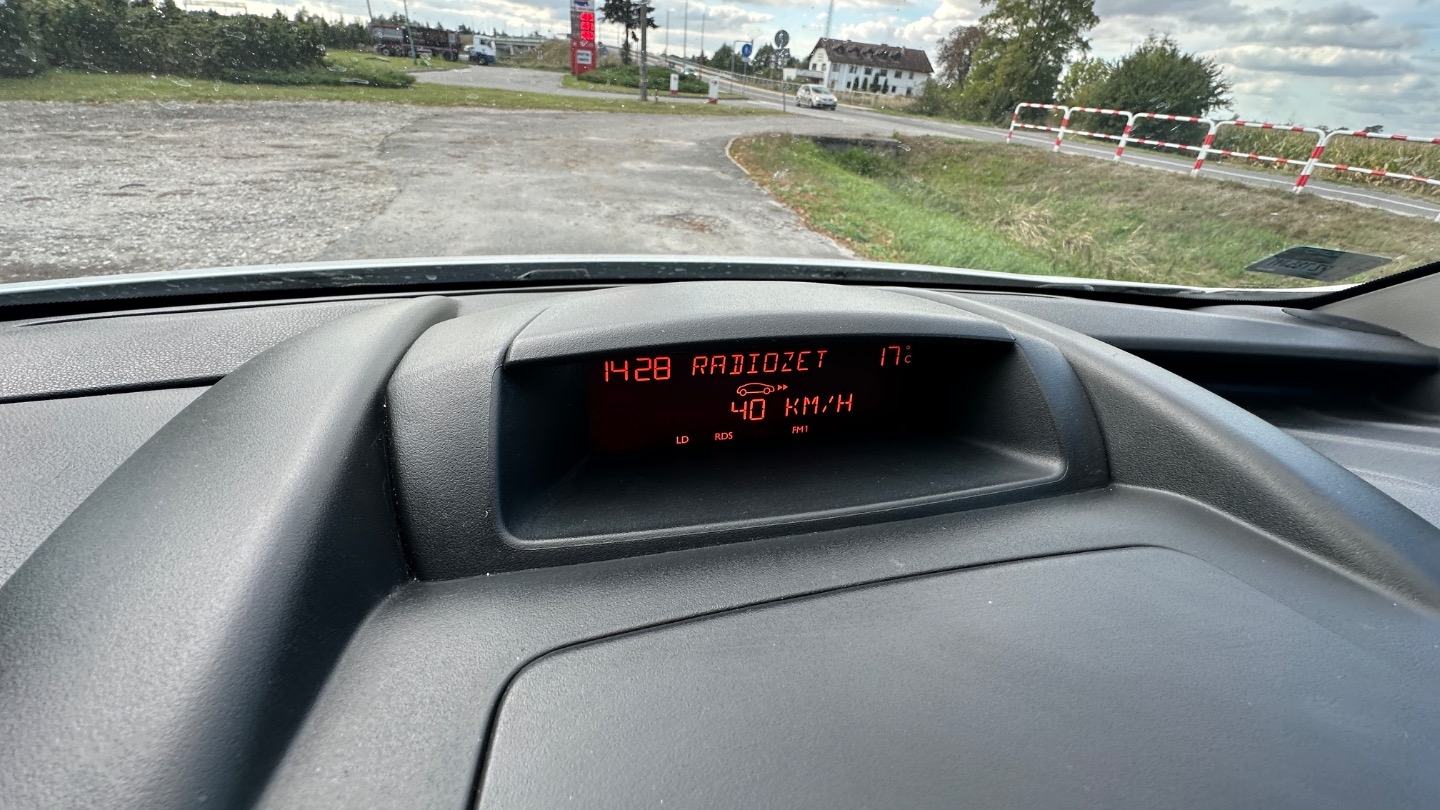 1428 RADIOZET 17°C
40 KM/H
LD RDS FM1